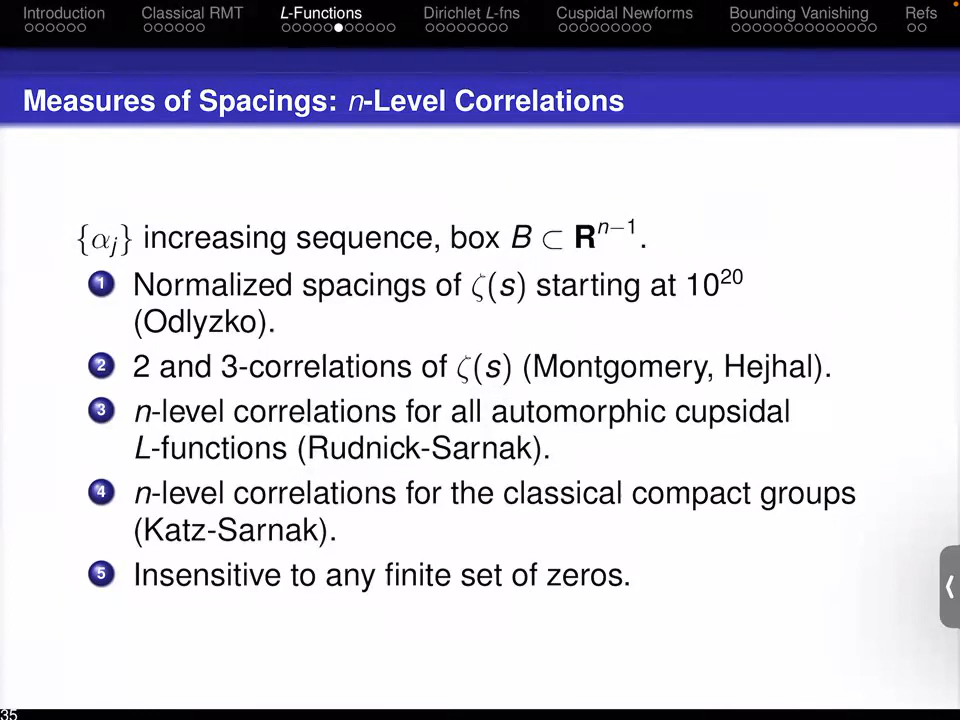 Introduction Classical RMT L-Functions Dirichlet L-fns Cuspidal Newforms Bounding Vanishing Refs
Measures of Spacings: n-Level Correlations
{αj} increasing sequence, box B ⊂ R^n−1.
1 Normalized spacings of ζ(s) starting at 10^20
(Odlyzko).
2 2 and 3-correlations of ζ(s) (Montgomery, Hejhal).
3 n-level correlations for all automorphic cupsidal
L-functions (Rudnick-Sarnak).
4 n-level correlations for the classical compact groups
(Katz-Sarnak).
5 Insensitive to any finite set of zeros.
35